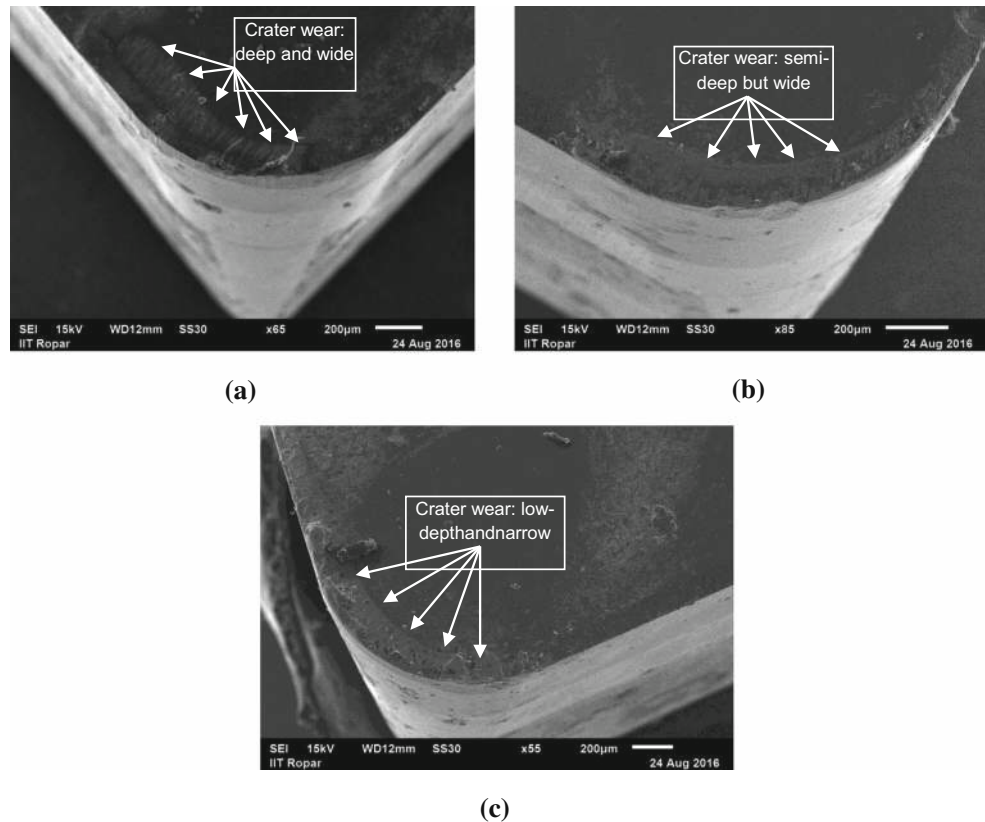 Crater wear:
deep and wide
SEI 15kV WD12mm SS30 x65 200µm
IIT Ropar 24 Aug 2016
(a)
Crater wear: semi-
deep but wide
SEI 15kV WD12mm SS30 x85 200µm
IIT Ropar 24 Aug 2016
(b)
Crater wear: low-
depthandnarrow
SEI 15kV WD12mm SS30 x55 200µm
IIT Ropar 24 Aug 2016
(c)